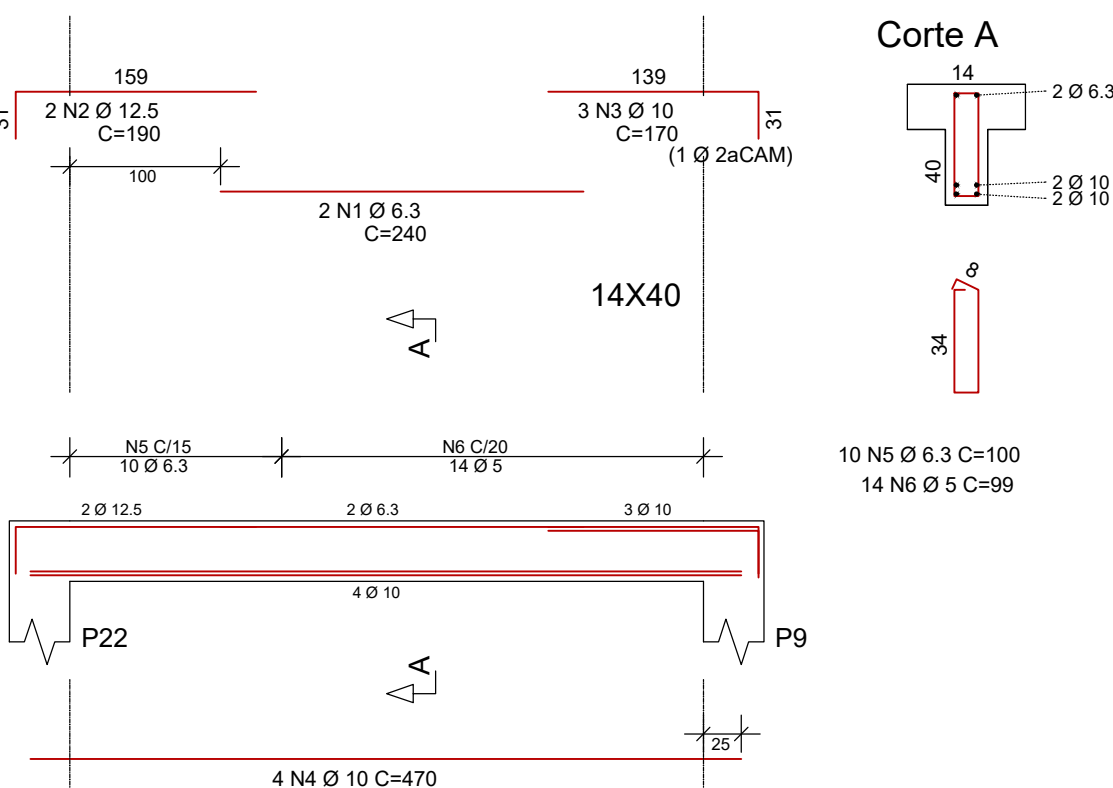 Corte A
159
139
14
31
2 N2 Ø 12.5
C=190
3 N3 Ø 10
C=170
(1 Ø 2aCAM)
31
2 Ø 6.3
100
40
2 Ø 10
2 Ø 10
2 N1 Ø 6.3
C=240
14X40
A
8
34
N5 C/15
10 Ø 6.3
N6 C/20
14 Ø 5
10 N5 Ø 6.3 C=100
14 N6 Ø 5 C=99
2 Ø 12.5
2 Ø 6.3
3 Ø 10
4 Ø 10
P22
P9
A
25
4 N4 Ø 10 C=470